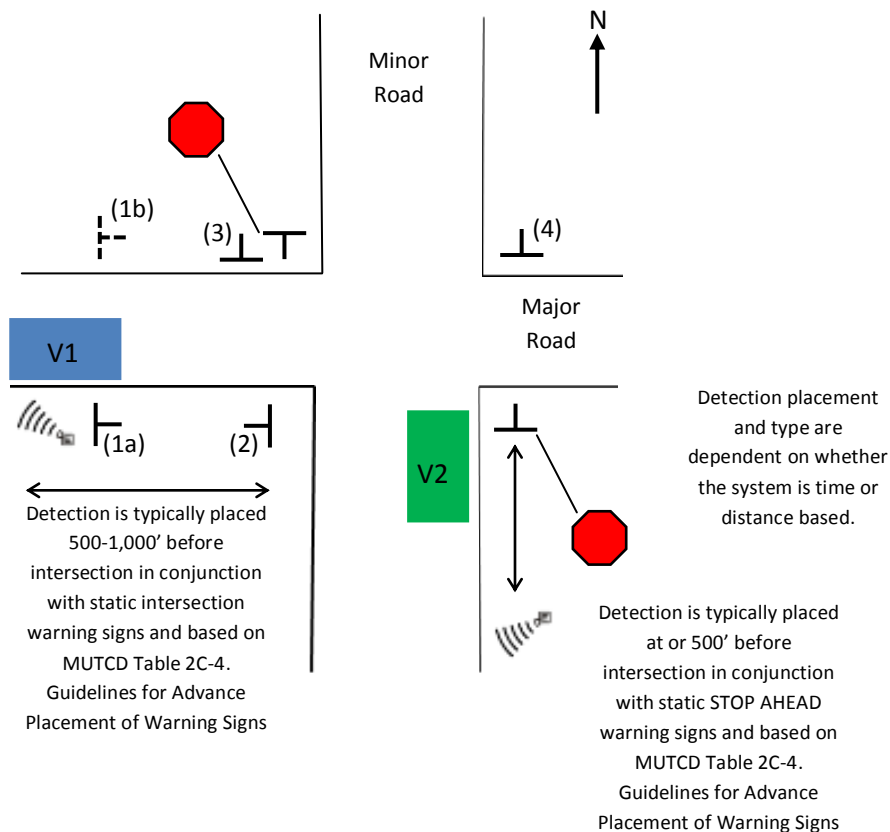 N
Minor
Road
(1b)
(3)
(4)
Major
Road
V1
(1a)
(2)
Detection is typically placed
500-1,000’ before
intersection in conjunction
with static intersection
warning signs and based on
MUTCD Table 2C-4.
Guidelines for Advance
Placement of Warning Signs
V2
Detection placement
and type are
dependent on whether
the system is time or
distance based.
Detection is typically placed
at or 500’ before
intersection in conjunction
with static STOP AHEAD
warning signs and based on
MUTCD Table 2C-4.
Guidelines for Advance
Placement of Warning Signs